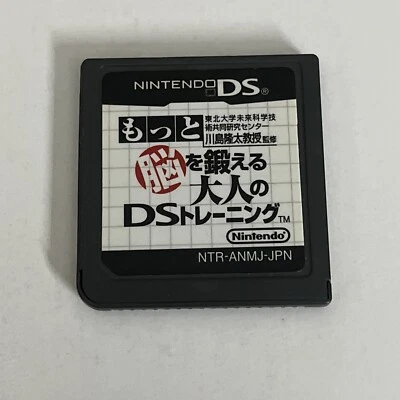 NINTENDO DS®
もっと
東北大学未来科学技
術共同研究センター
川島隆太教授監修
脳を鍛える
大人の
DSトレーニング™
Nintendo
NTR-ANMJ-JPN